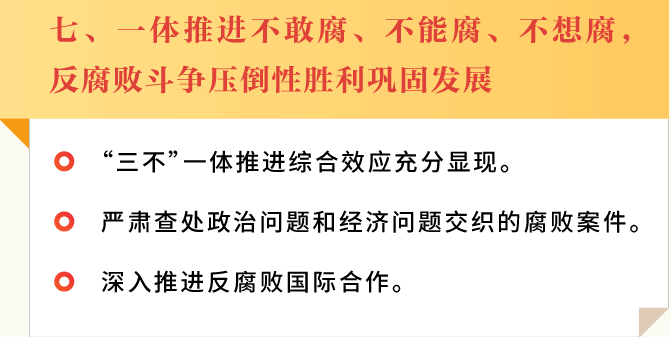 七、一体推进不敢腐、不能腐、不想腐，
反腐败斗争压倒性胜利巩固发展
“三不”一体推进综合效应充分显现。
严肃查处政治问题和经济问题交织的腐败案件。
深入推进反腐败国际合作。